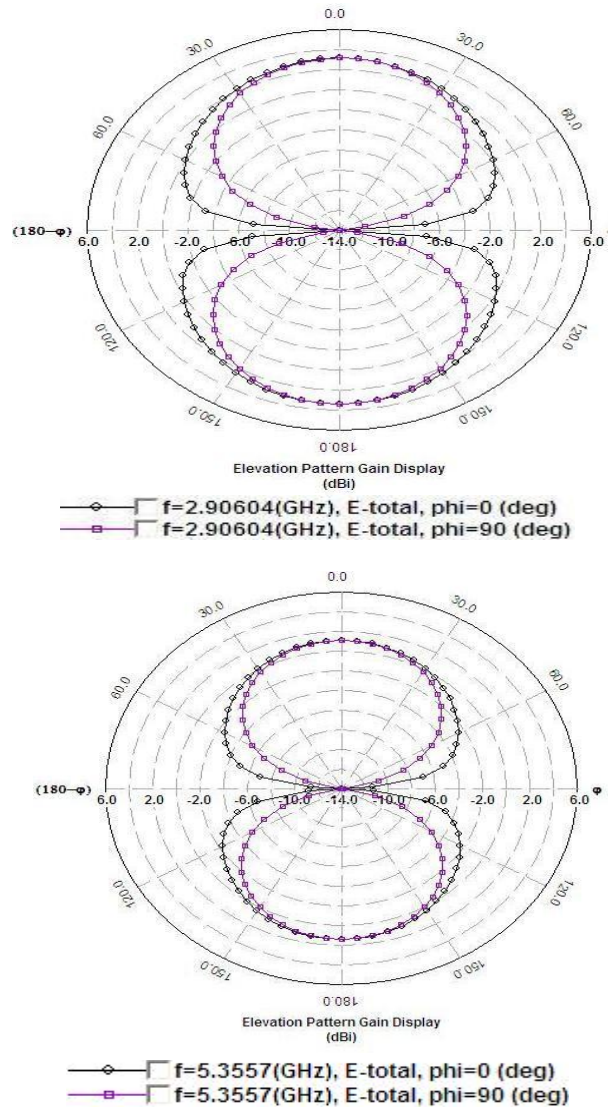 0.0
30.0 30.0
60.0 60.0
(180-φ)
6.0 2.0 -2.0 -6.0 -10.0 -14.0 -10.0 -6.0 -2.0 2.0 6.0
120.0 120.0
150.0 150.0
180.0
Elevation Pattern Gain Display
(dBi)
f=2.90604(GHz), E-total, phi=0 (deg)
f=2.90604(GHz), E-total, phi=90 (deg)
0.0
30.0 30.0
60.0 60.0
(180-φ) φ
6.0 2.0 -2.0 -6.0 -10.0 -14.0 -10.0 -6.0 -2.0 2.0 6.0
120.0 120.0
150.0 150.0
180.0
Elevation Pattern Gain Display
(dBi)
f=5.3557(GHz), E-total, phi=0 (deg)
f=5.3557(GHz), E-total, phi=90 (deg)